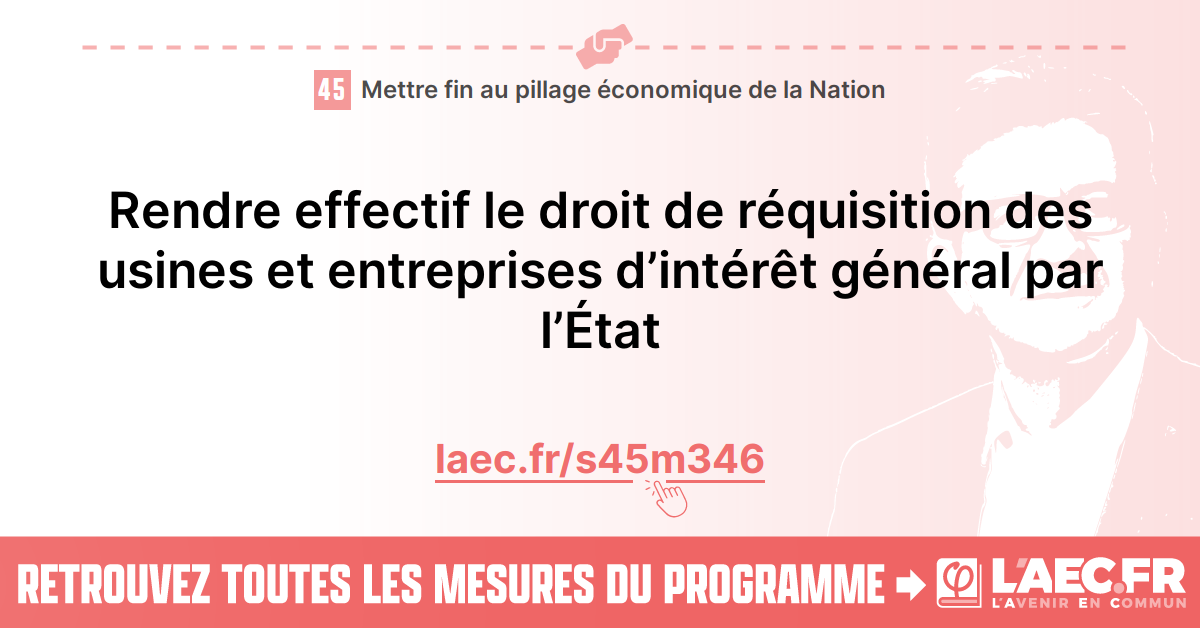 45 Mettre fin au pillage économique de la Nation
Rendre effectif le droit de réquisition des
usines et entreprises d’intérêt général par
l’État
laec.fr/s45m346
RETROUVEZ TOUTES LES MESURES DU PROGRAMME
L'AEC.FR
L'AVENIR EN COMMUN